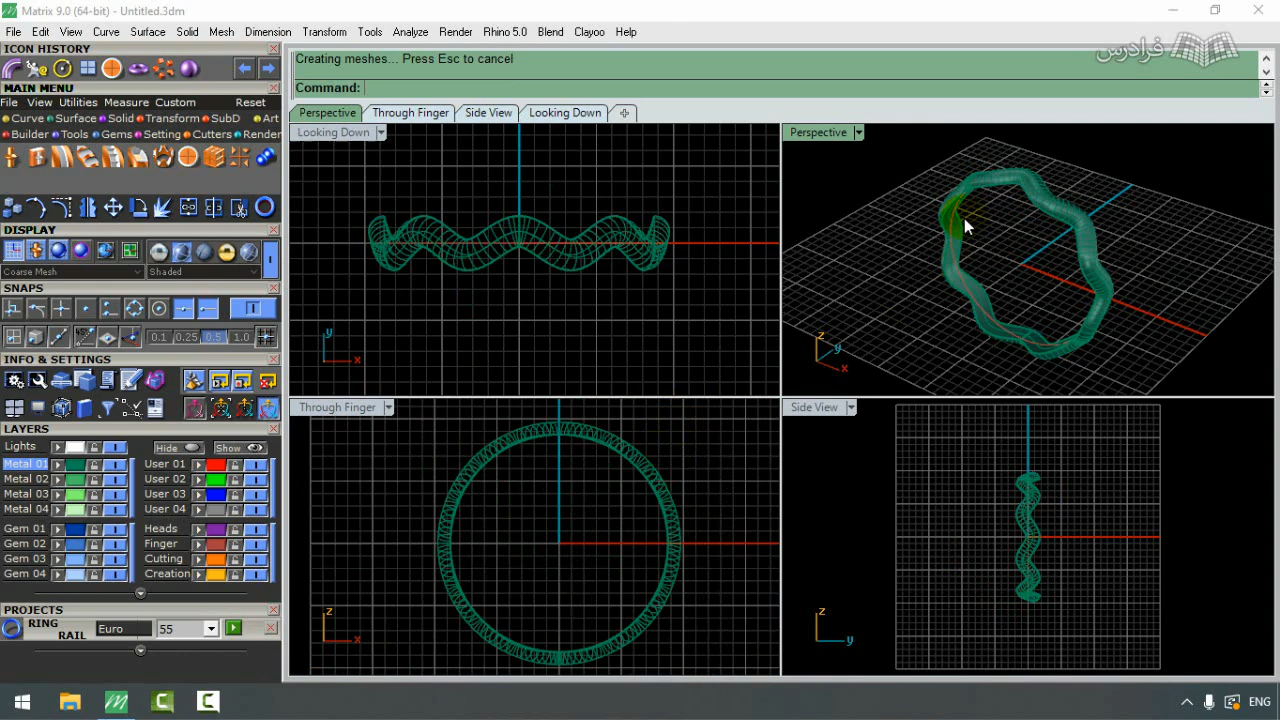 Matrix 9.0 (64-bit) - Untitled.3dm
File Edit View Curve Surface Solid Mesh Dimension Transform Tools Analyze Render Rhino 5.0 Blend Clayoo Help
فرادرس
ICON HISTORY
Creating meshes... Press Esc to cancel
Command:
MAIN MENU
File View Utilities Measure Custom Reset
Curve Surface Solid Transform SubD Art
Builder Tools Gems Setting Cutters Render
Perspective Through Finger Side View Looking Down
Looking Down
Perspective
DISPLAY
Coarse Mesh Shaded
SNAPS
0.1 0.25 0.5 1.0
INFO & SETTINGS
LAYERS
Lights Hide Show
Metal 01 User 01
Metal 02 User 02
Metal 03 User 03
Metal 04 User 04
Gem 01 Heads
Gem 02 Finger
Gem 03 Cutting
Gem 04 Creation
PROJECTS
RING RAIL Euro 55
y
x
z
y
x
Through Finger
Side View
z
x
z
y
ENG